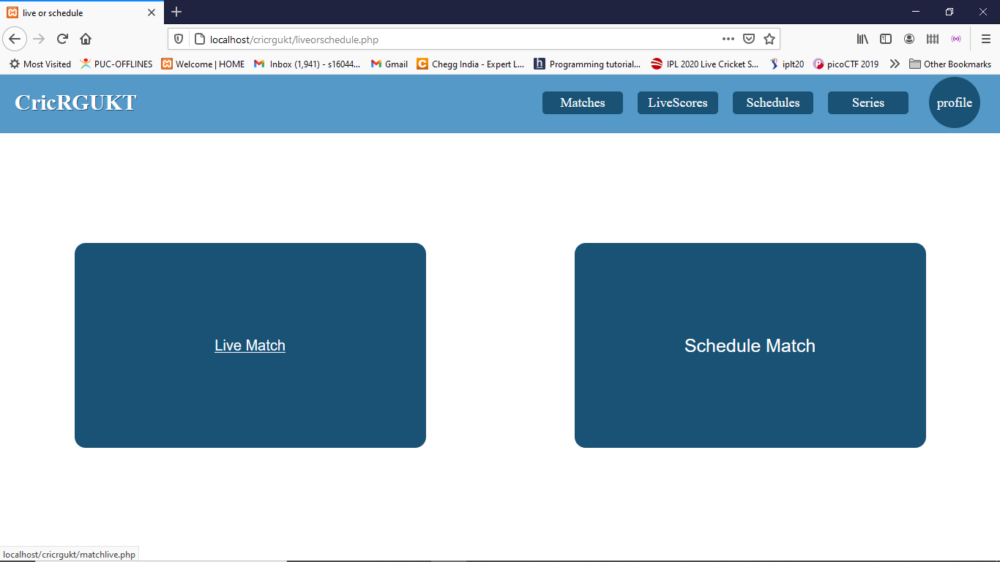 live or schedule
localhost/cricrgukt/liveorschedule.php
Most Visited PUC-OFFLINES Welcome | HOME Inbox (1,941) - s16044... Gmail Chegg India - Expert L... Programming tutorial... IPL 2020 Live Cricket S... iplt20 picoCTF 2019 Other Bookmarks
CricRGUKT Matches LiveScores Schedules Series profile
Live Match Schedule Match
localhost/cricrgukt/matchlive.php